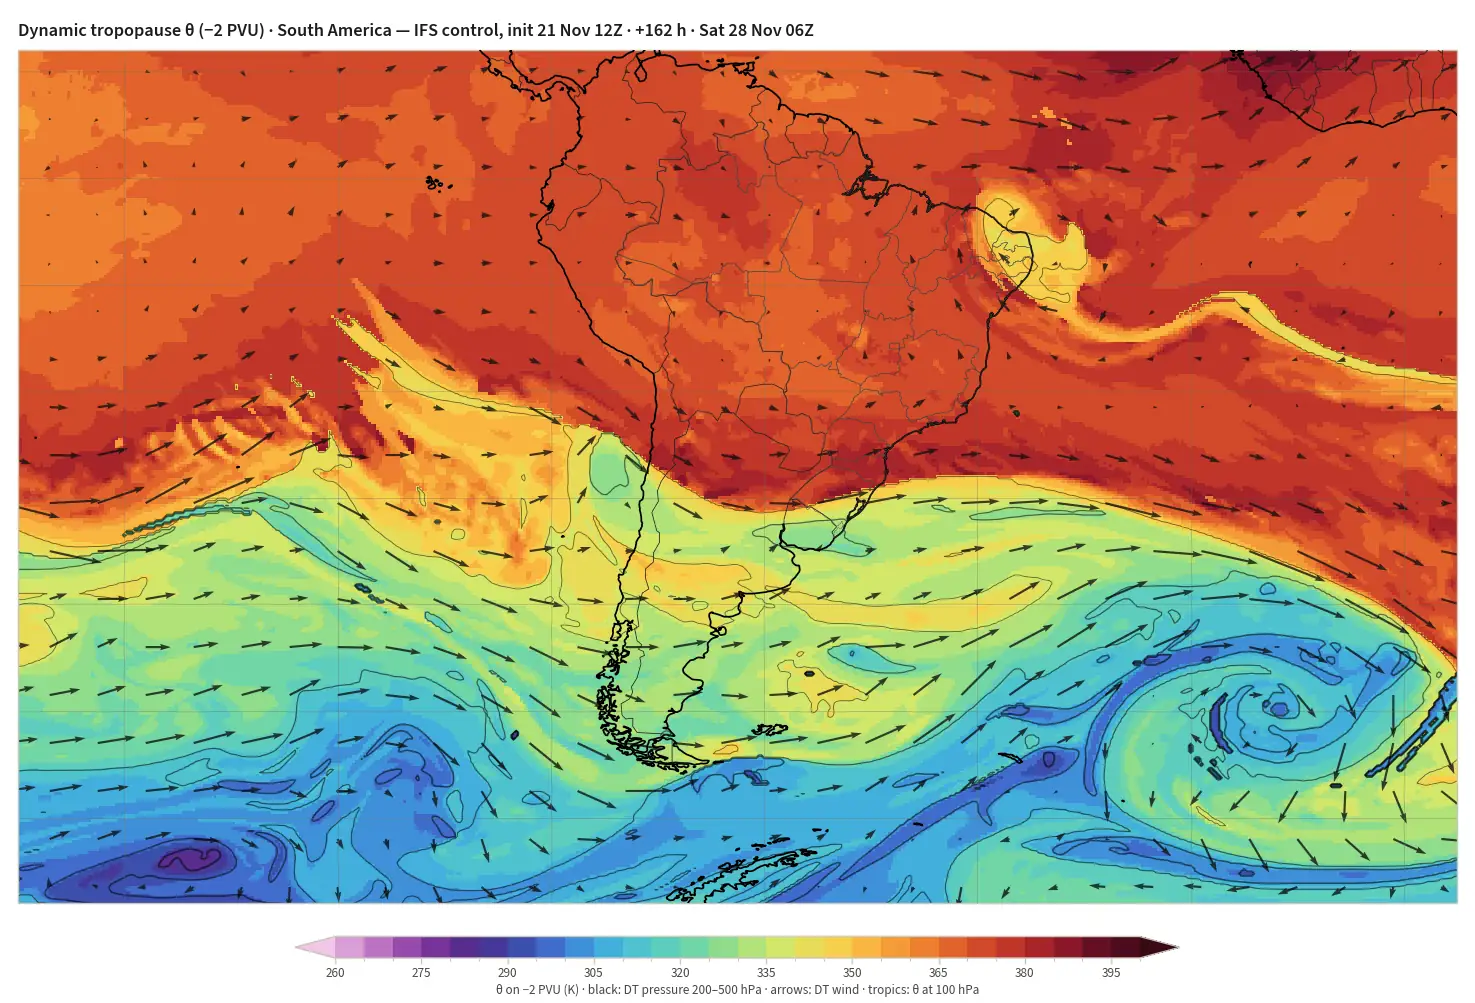 Dynamic tropopause θ (−2 PVU) · South America — IFS control, init 21 Nov 12Z · +162 h · Sat 28 Nov 06Z
260 275 290 305 320 335 350 365 380 395
θ on −2 PVU (K) · black: DT pressure 200–500 hPa · arrows: DT wind · tropics: θ at 100 hPa